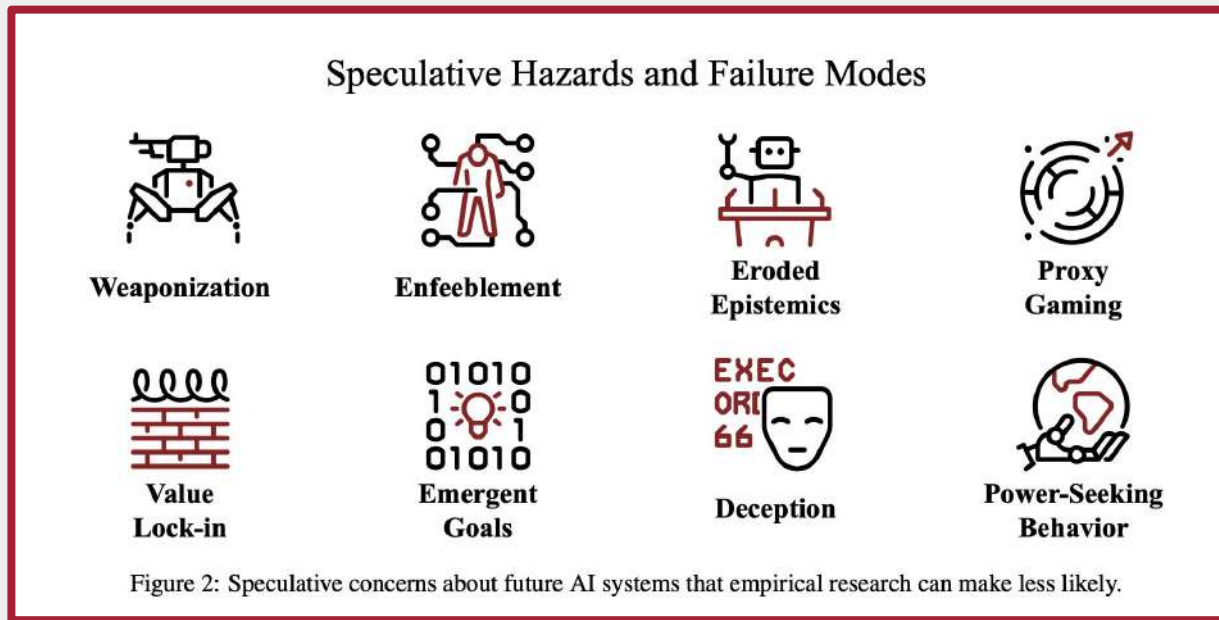 Speculative Hazards and Failure Modes
Weaponization
Enfeeblement
Eroded
Epistemics
Proxy
Gaming
01010
1 0
0 1
01010
EXEC
ORD
66
Value
Lock-in
Emergent
Goals
Deception
Power-Seeking
Behavior
Figure 2: Speculative concerns about future AI systems that empirical research can make less likely.